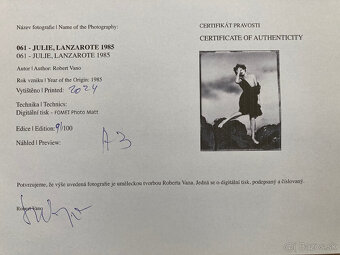 Název fotografie | Name of the Photography:
CERTIFIKÁT PRAVOSTI
CERTIFICATE OF AUTHENTICITY
061 - JULIE, LANZAROTE 1985
061 - JULIE, LANZAROTE 1985
Autor | Author: Robert Vano
Rok vzniku | Year of the Origin: 1985
Vytištěno | Printed: 2024
Technika | Technics:
Digitální tisk - FOMEI Photo Matt
Edice | Edition: 9/100
Náhled | Preview:
A3
Potvrzujeme, že výše uvedená fotografie je uměleckou tvorbou Roberta Vana. Jedná se o digitální tisk, podepsaný a číslovaný.
Robert Vano
bazos.sk